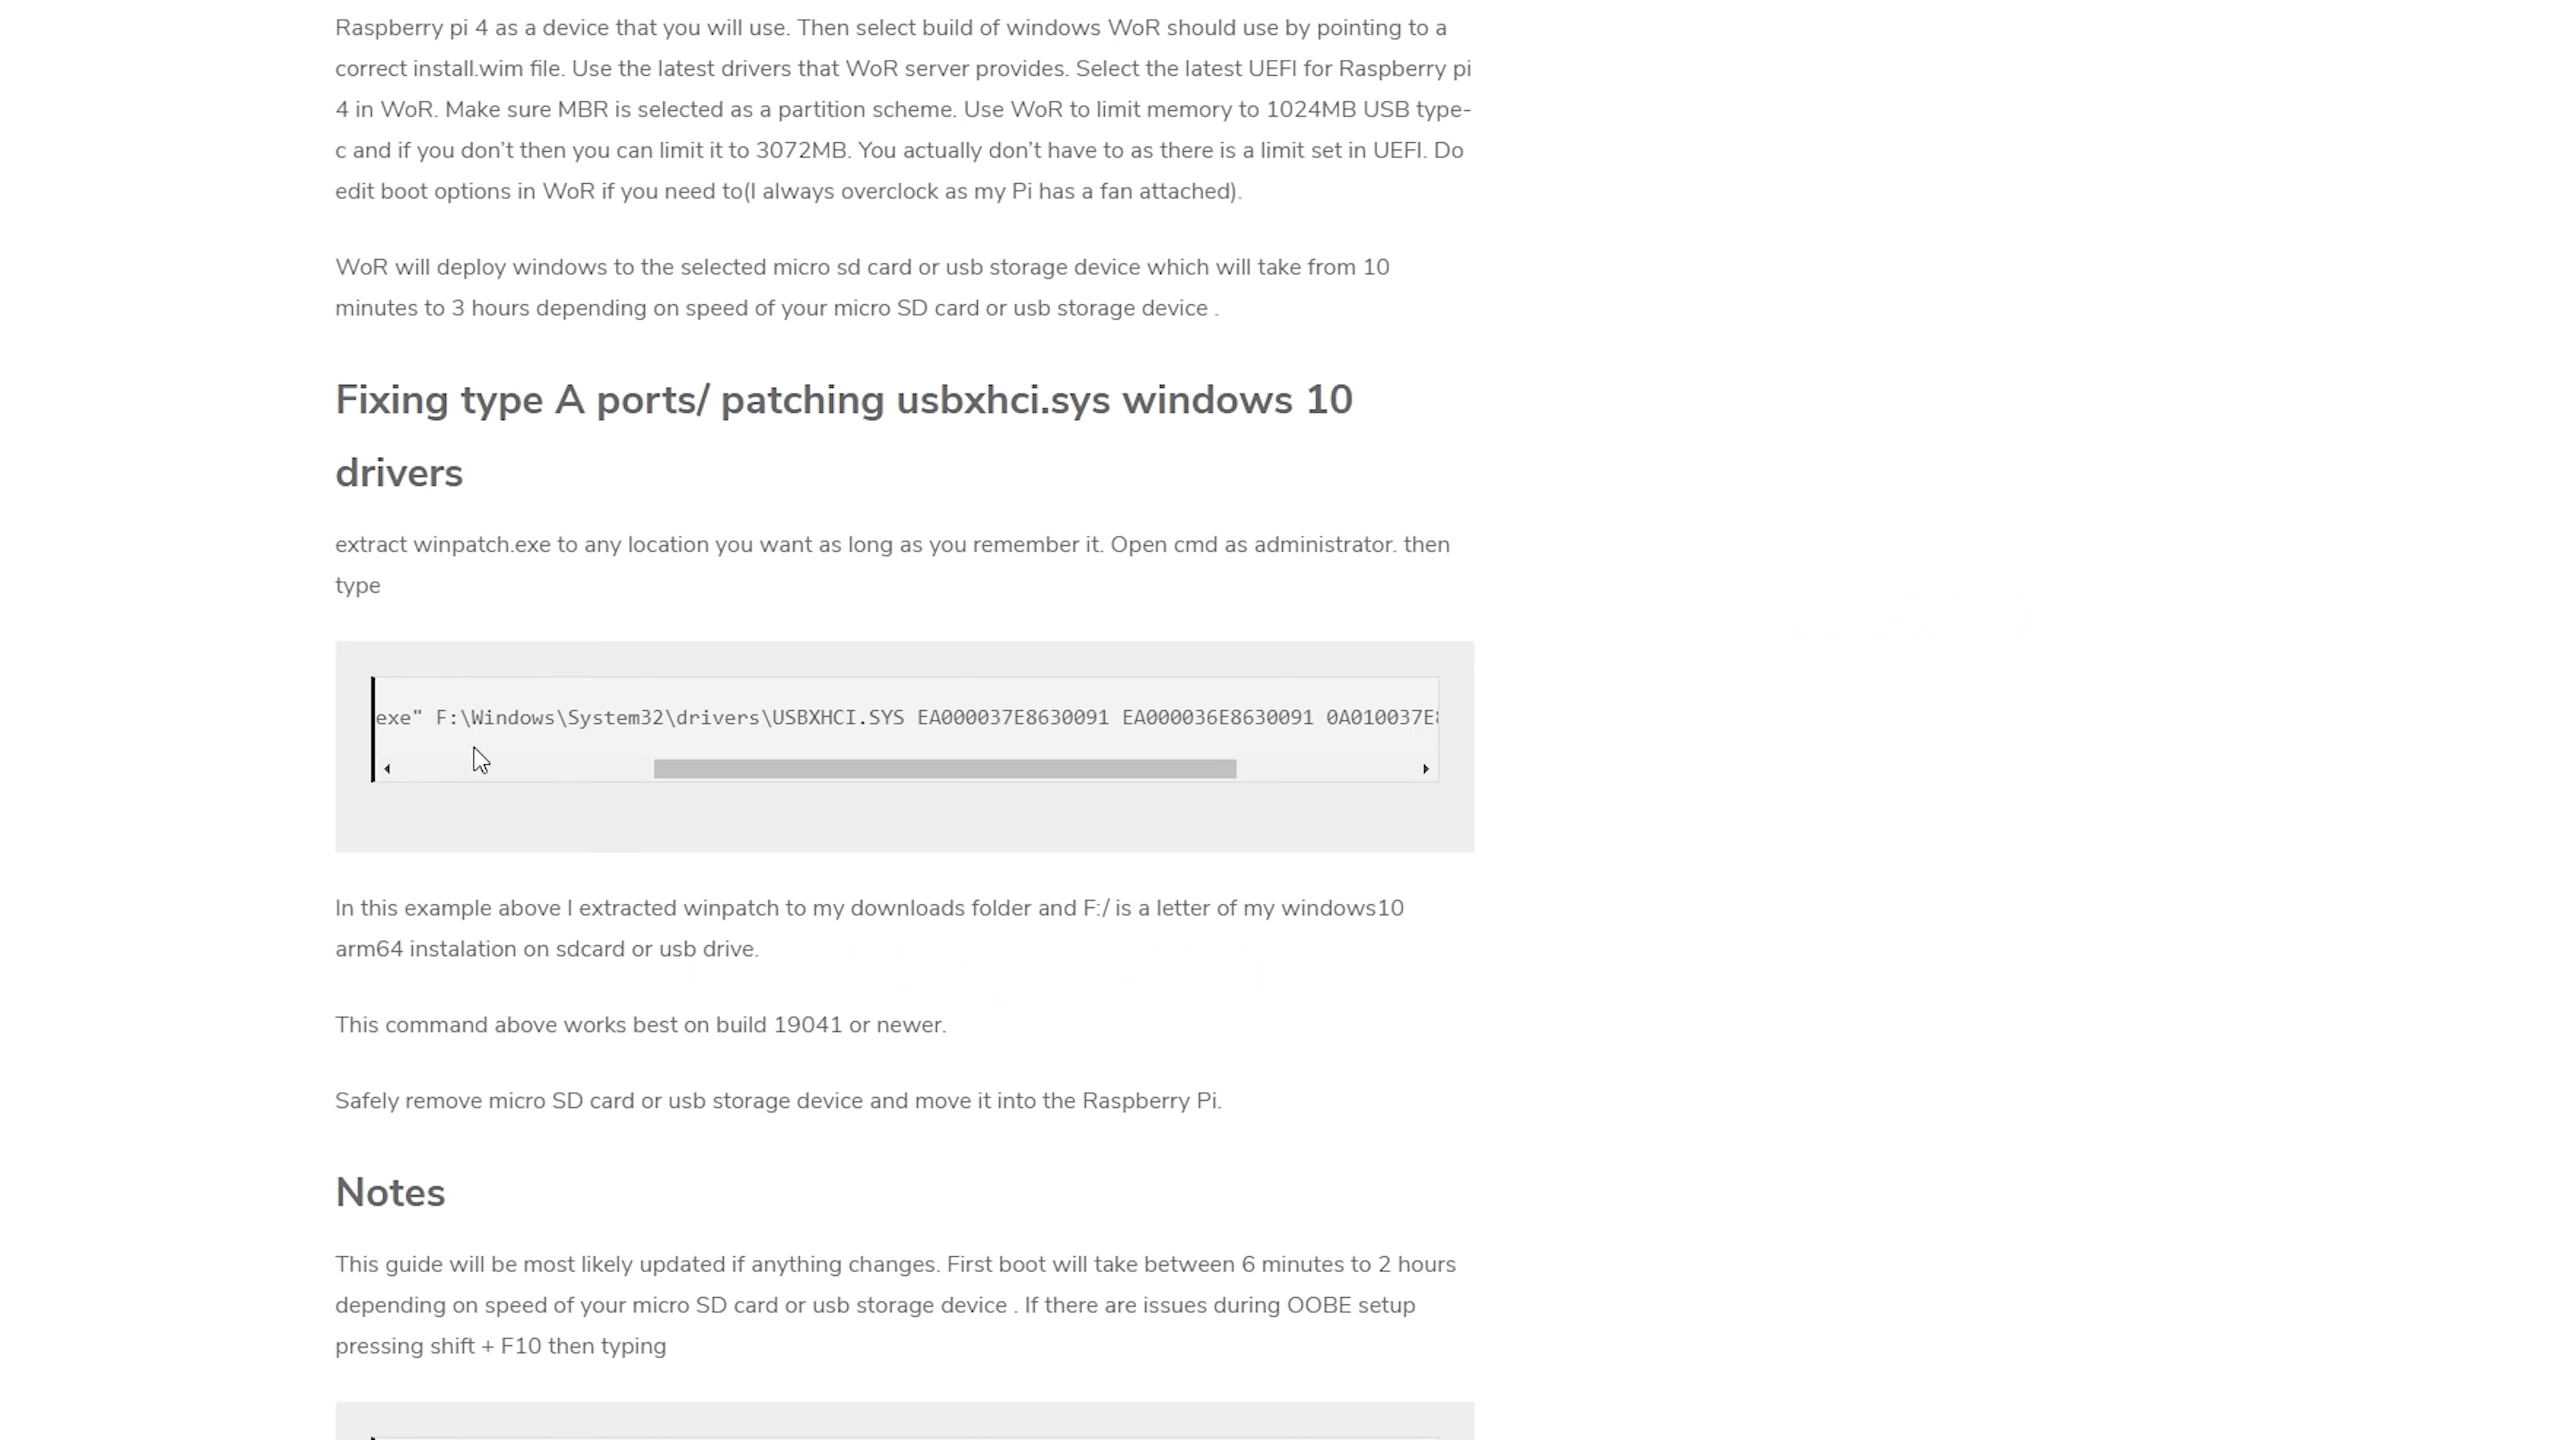 Raspberry pi 4 as a device that you will use. Then select build of windows WoR should use by pointing to a
correct install.wim file. Use the latest drivers that WoR server provides. Select the latest UEFI for Raspberry pi
4 in WoR. Make sure MBR is selected as a partition scheme. Use WoR to limit memory to 1024MB USB type-
c and if you don’t then you can limit it to 3072MB. You actually don’t have to as there is a limit set in UEFI. Do
edit boot options in WoR if you need to(I always overclock as my Pi has a fan attached).
WoR will deploy windows to the selected micro sd card or usb storage device which will take from 10
minutes to 3 hours depending on speed of your micro SD card or usb storage device .
Fixing type A ports/ patching usbxhci.sys windows 10
drivers
extract winpatch.exe to any location you want as long as you remember it. Open cmd as administrator. then
type
exe" F:\Windows\System32\drivers\USBXHCI.SYS EA000037E8630091 EA000036E8630091 0A010037E
In this example above I extracted winpatch to my downloads folder and F:/ is a letter of my windows10
arm64 instalation on sdcard or usb drive.
This command above works best on build 19041 or newer.
Safely remove micro SD card or usb storage device and move it into the Raspberry Pi.
Notes
This guide will be most likely updated if anything changes. First boot will take between 6 minutes to 2 hours
depending on speed of your micro SD card or usb storage device . If there are issues during OOBE setup
pressing shift + F10 then typing